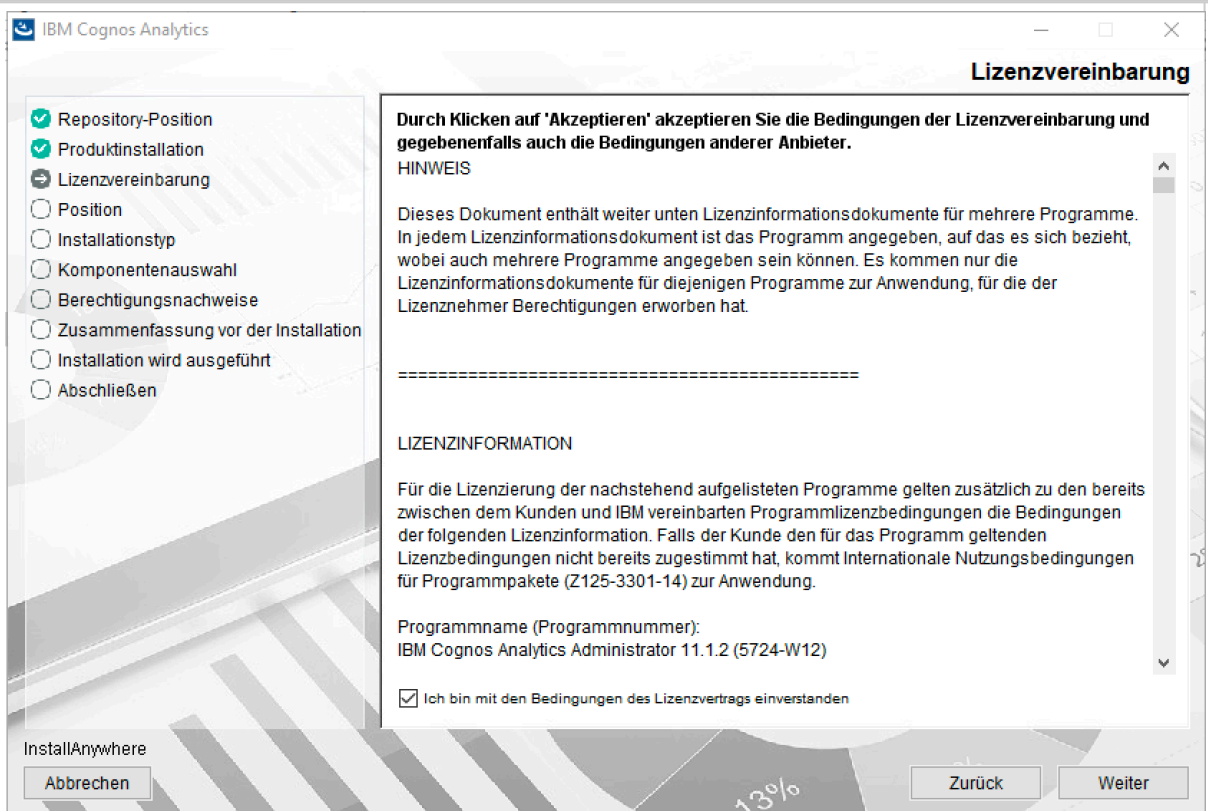 IBM Cognos Analytics
Lizenzvereinbarung
Repository-Position
Produktinstallation
Lizenzvereinbarung
Position
Installationstyp
Komponentenauswahl
Berechtigungsnachweise
Zusammenfassung vor der Installation
Installation wird ausgeführt
Abschließen
Durch Klicken auf 'Akzeptieren' akzeptieren Sie die Bedingungen der Lizenzvereinbarung und
gegebenenfalls auch die Bedingungen anderer Anbieter.
HINWEIS
Dieses Dokument enthält weiter unten Lizenzinformationsdokumente für mehrere Programme.
In jedem Lizenzinformationsdokument ist das Programm angegeben, auf das es sich bezieht,
wobei auch mehrere Programme angegeben sein können. Es kommen nur die
Lizenzinformationsdokumente für diejenigen Programme zur Anwendung, für die der
Lizenznehmer Berechtigungen erworben hat.
==============================================
LIZENZINFORMATION
Für die Lizenzierung der nachstehend aufgelisteten Programme gelten zusätzlich zu den bereits
zwischen dem Kunden und IBM vereinbarten Programmlizenzbedingungen die Bedingungen
der folgenden Lizenzinformation. Falls der Kunde den für das Programm geltenden
Lizenzbedingungen nicht bereits zugestimmt hat, kommt Internationale Nutzungsbedingungen
für Programmpakete (Z125-3301-14) zur Anwendung.
Programmname (Programmnummer):
IBM Cognos Analytics Administrator 11.1.2 (5724-W12)
Ich bin mit den Bedingungen des Lizenzvertrags einverstanden
InstallAnywhere
Abbrechen
Zurück
Weiter
13%